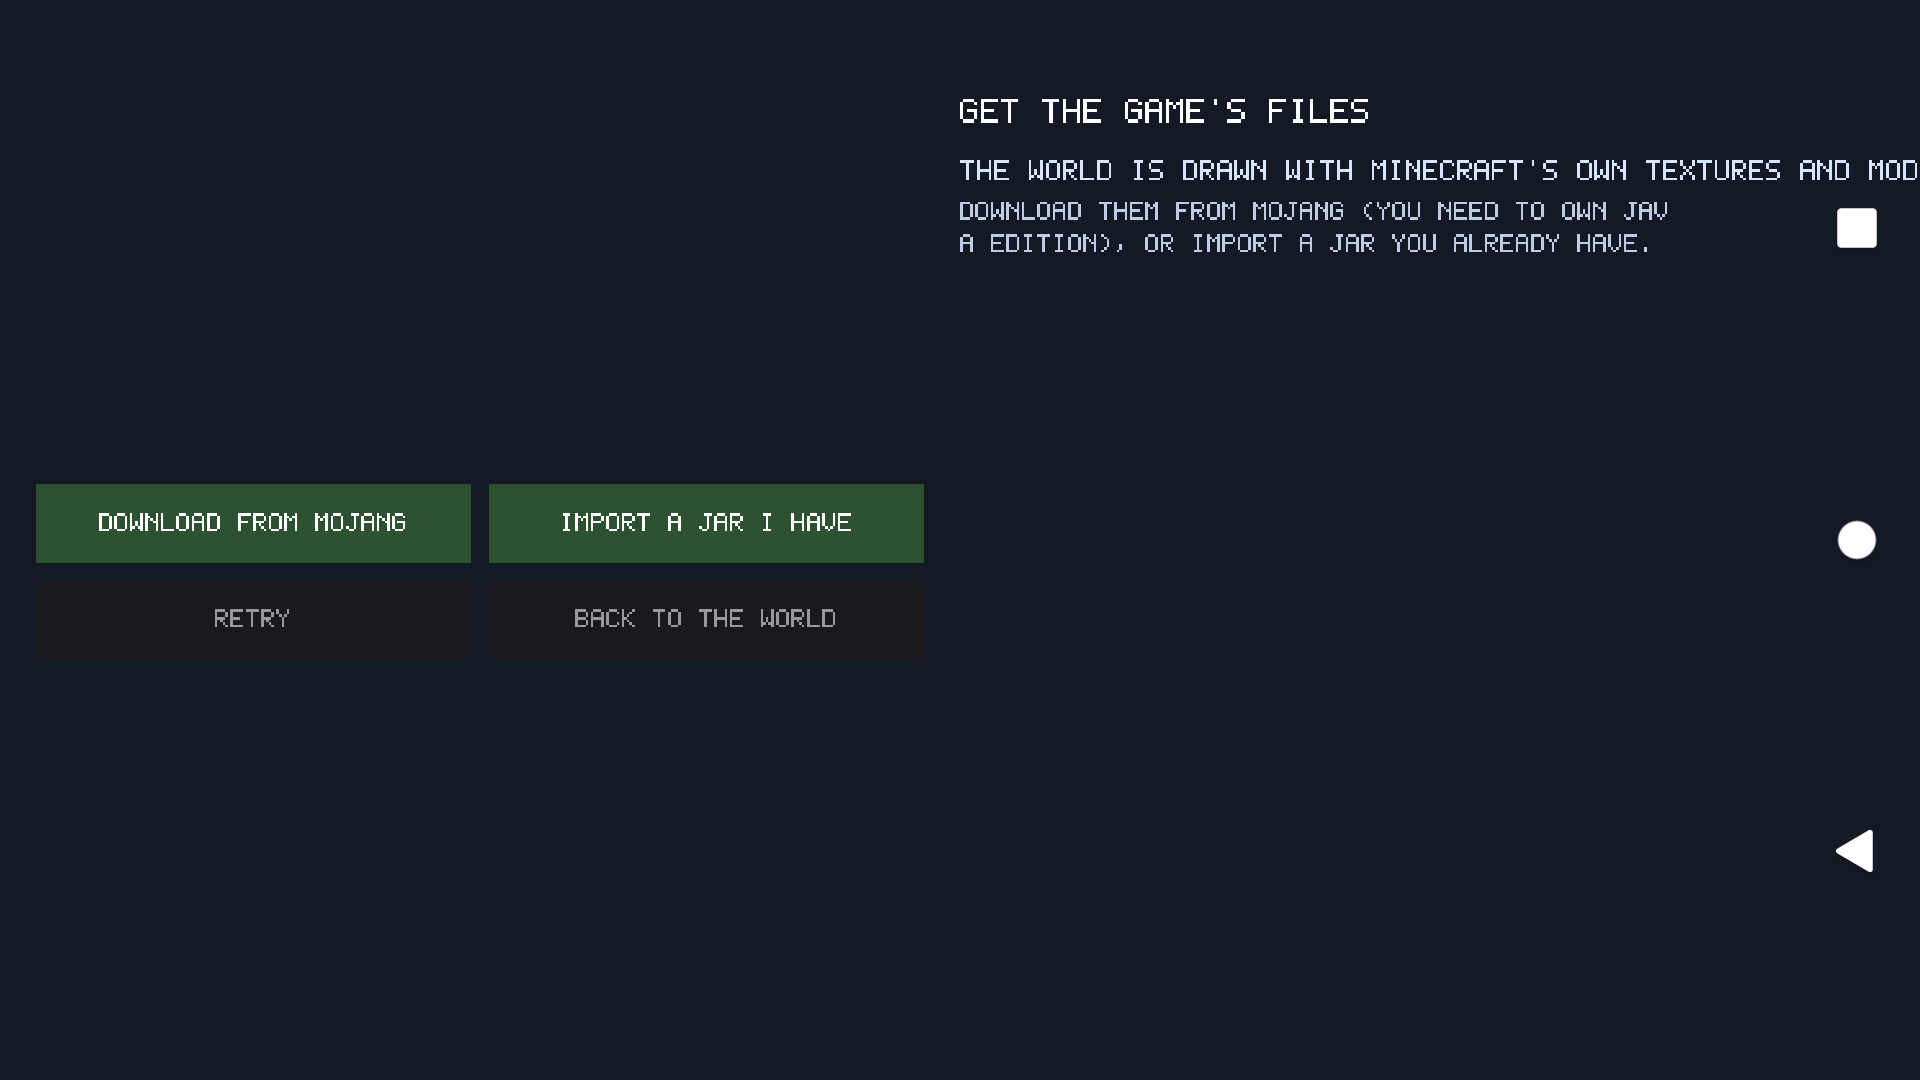 GET THE GAME'S FILES
THE WORLD IS DRAWN WITH MINECRAFT'S OWN TEXTURES AND MOD
DOWNLOAD THEM FROM MOJANG (YOU NEED TO OWN JAV
A EDITION), OR IMPORT A JAR YOU ALREADY HAVE.
DOWNLOAD FROM MOJANG
IMPORT A JAR I HAVE
RETRY
BACK TO THE WORLD